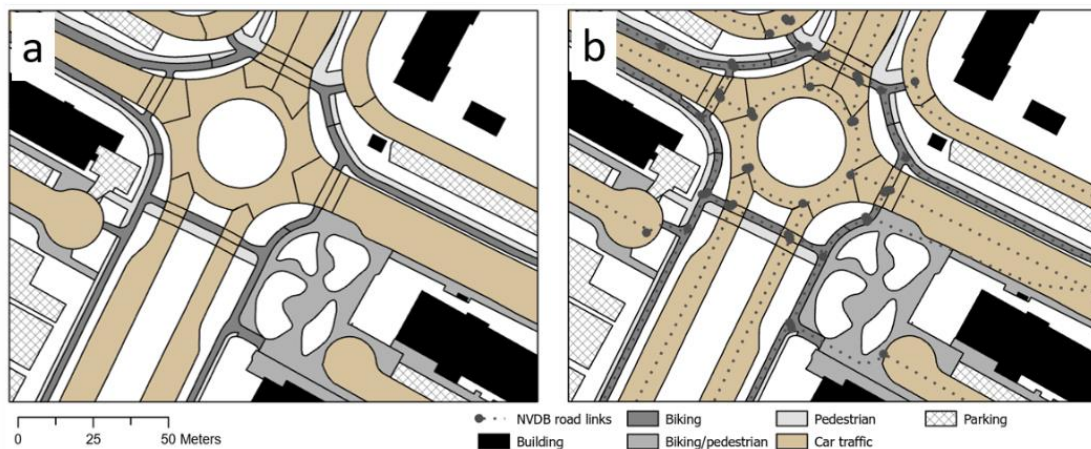 a
b
0 25 50 Meters
NVDB road links
Biking
Pedestrian
Parking
Building
Biking/pedestrian
Car traffic